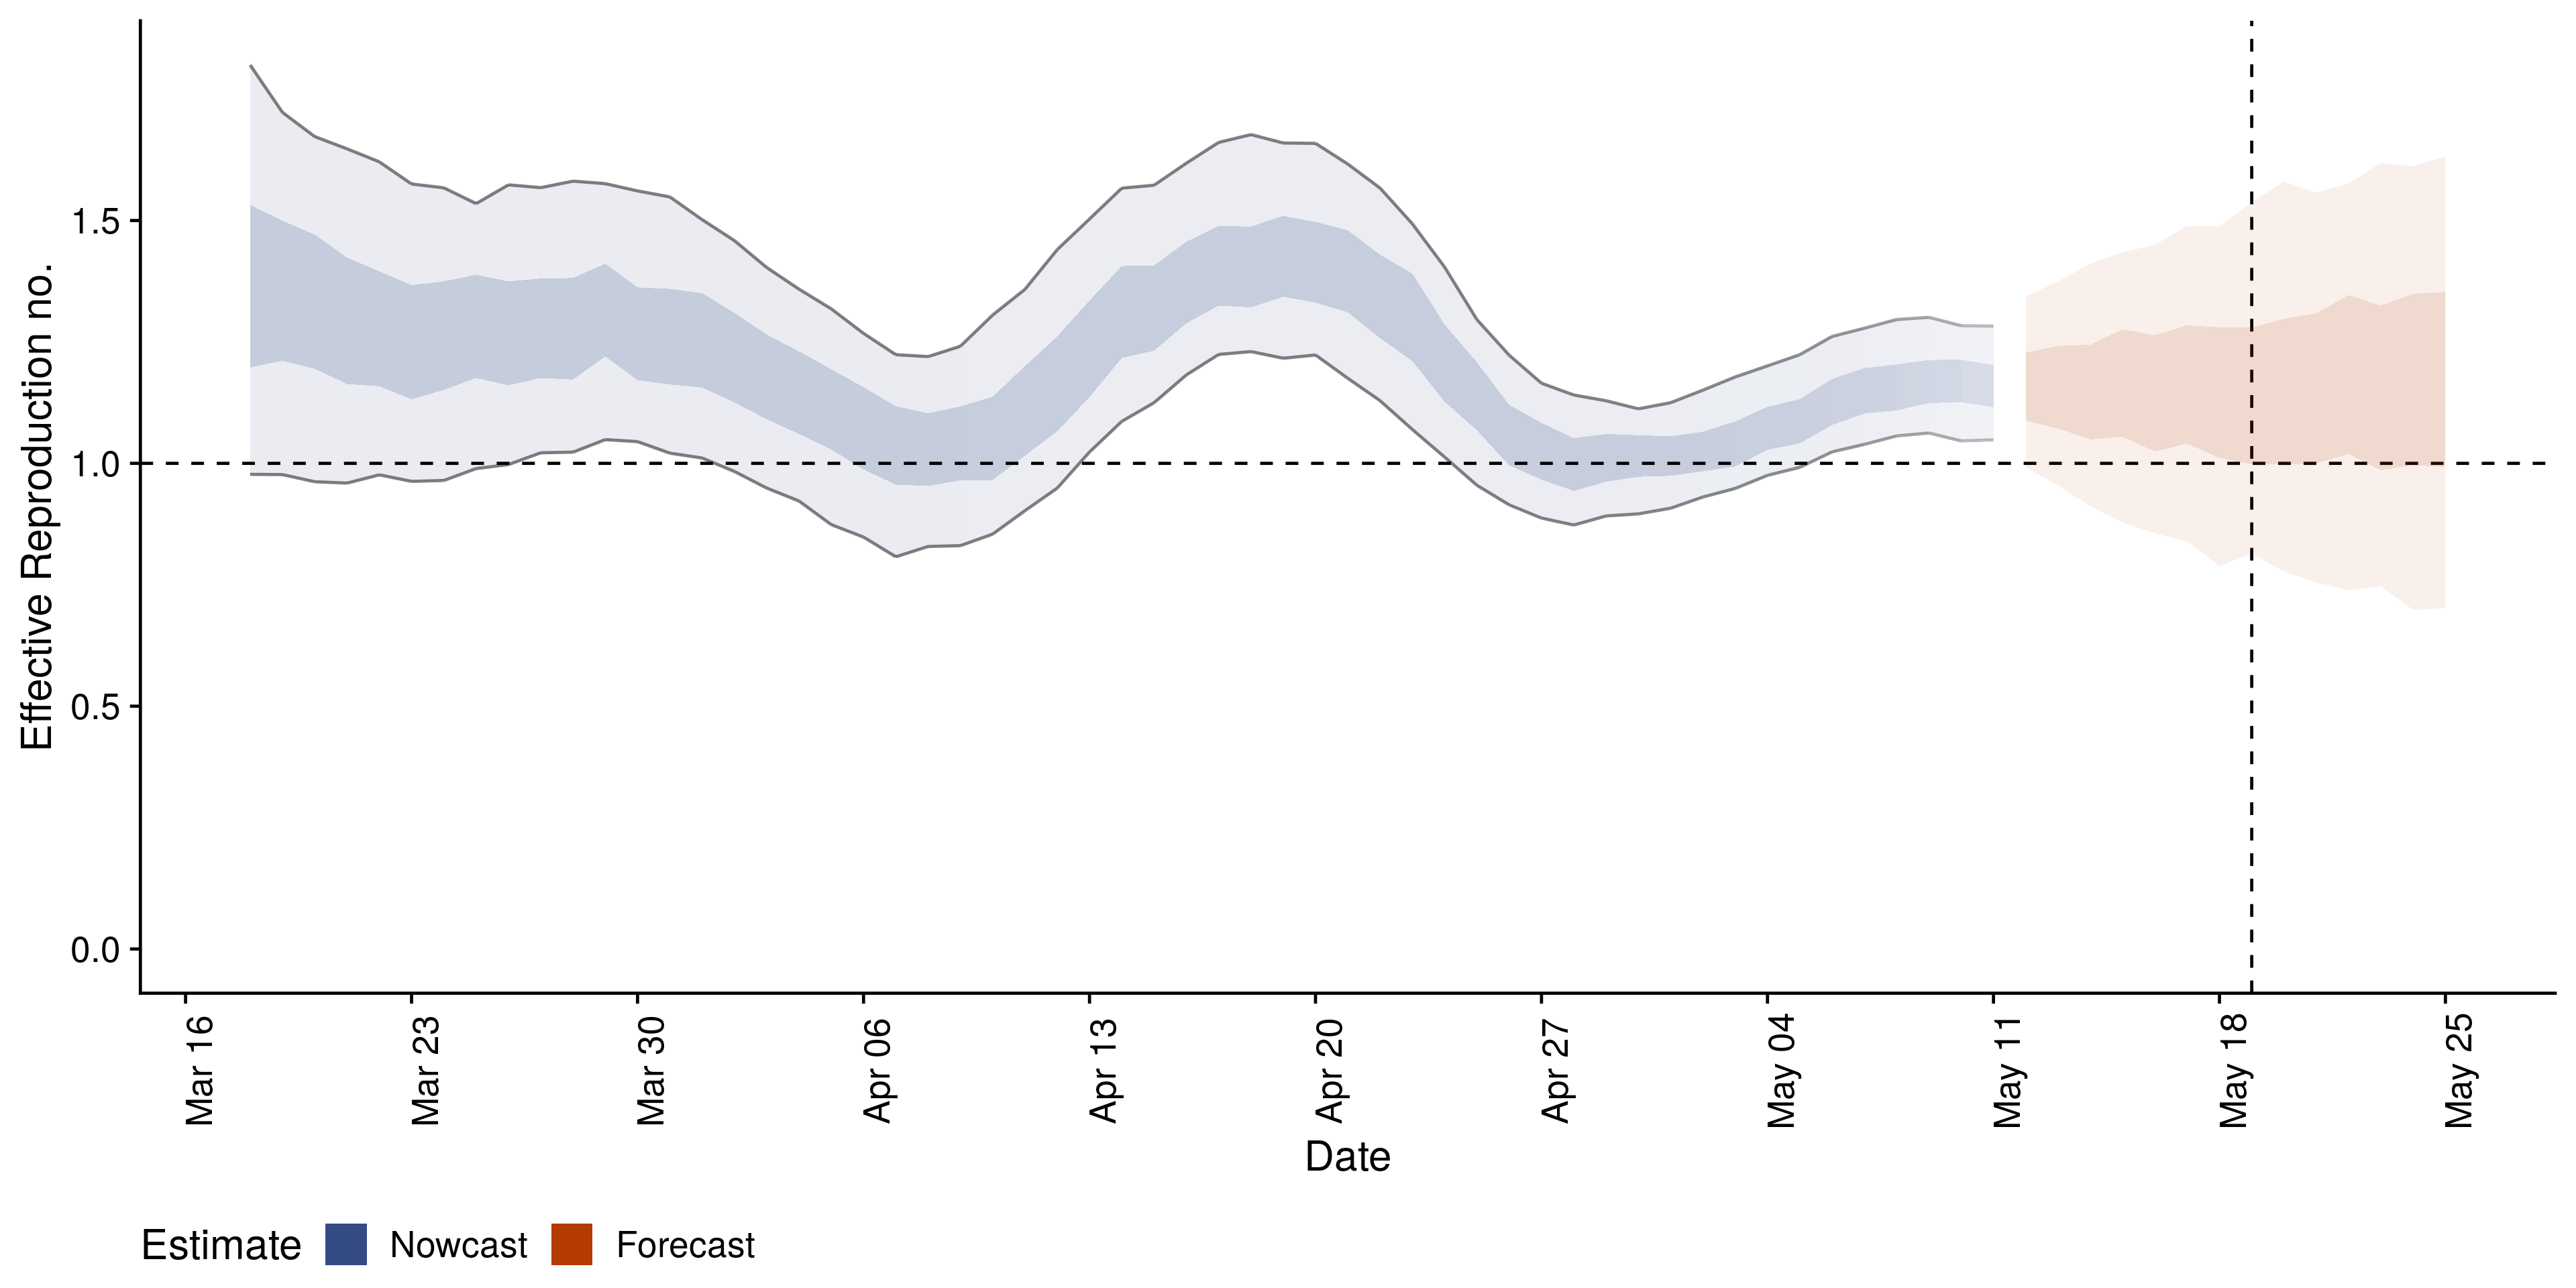 Effective Reproduction no.
1.5
1.0
0.5
0.0
Mar 16
Mar 23
Mar 30
Apr 06
Apr 13
Apr 20
Apr 27
May 04
May 11
May 18
May 25
Date
Estimate Nowcast Forecast